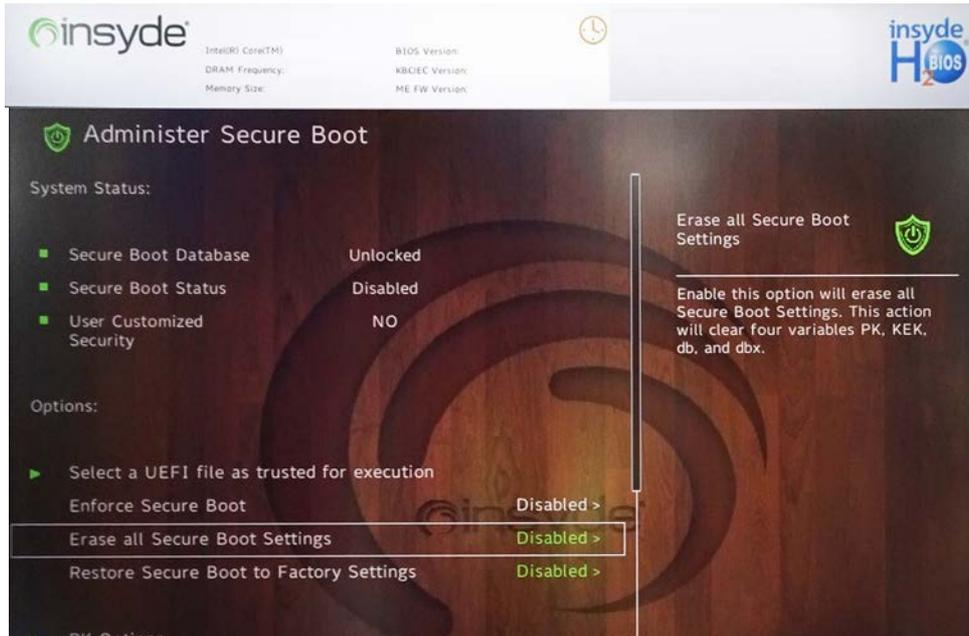 insyde
Intel(R) Core(TM)
DRAM Frequency:
Memory Size:
BIOS Version:
KBC/EC Version:
ME FW Version:
insyde
H2O BIOS
Administer Secure Boot
System Status:
Secure Boot Database Unlocked
Secure Boot Status Disabled
User Customized
Security NO
Options:
Select a UEFI file as trusted for execution
Enforce Secure Boot Disabled >
Erase all Secure Boot Settings Disabled >
Restore Secure Boot to Factory Settings Disabled >
PK Options
insyde
Erase all Secure Boot
Settings
Enable this option will erase all
Secure Boot Settings. This action
will clear four variables PK, KEK,
db, and dbx.